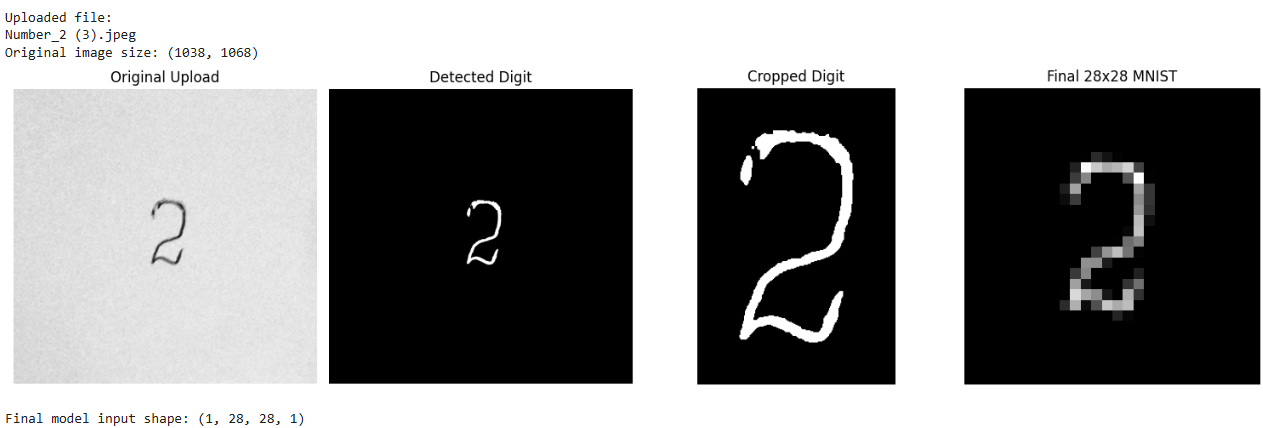 Uploaded file:
Number_2 (3).jpeg
Original image size: (1038, 1068)
Original Upload
Detected Digit
Cropped Digit
Final 28x28 MNIST
2
2
2
2
Final model input shape: (1, 28, 28, 1)